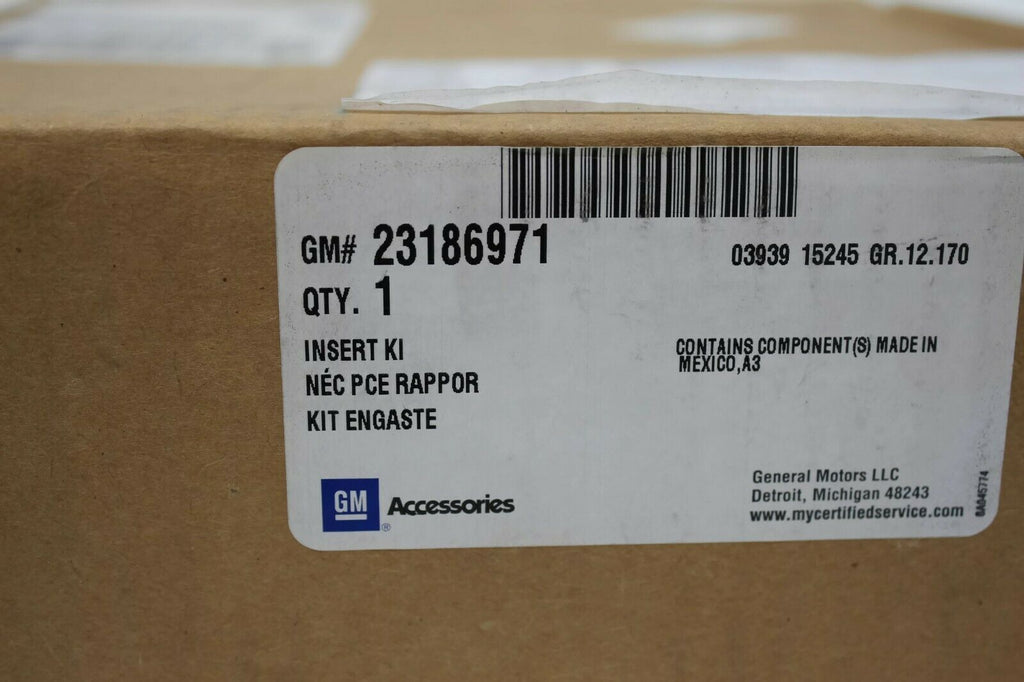 GM# 23186971
03939 15245 GR.12.170
QTY. 1
INSERT KI
NÉC PCE RAPPOR
KIT ENGASTE
CONTAINS COMPONENT(S) MADE IN
MEXICO,A3
GM ® Accessories
General Motors LLC
Detroit, Michigan 48243
www.mycertifiedservice.com